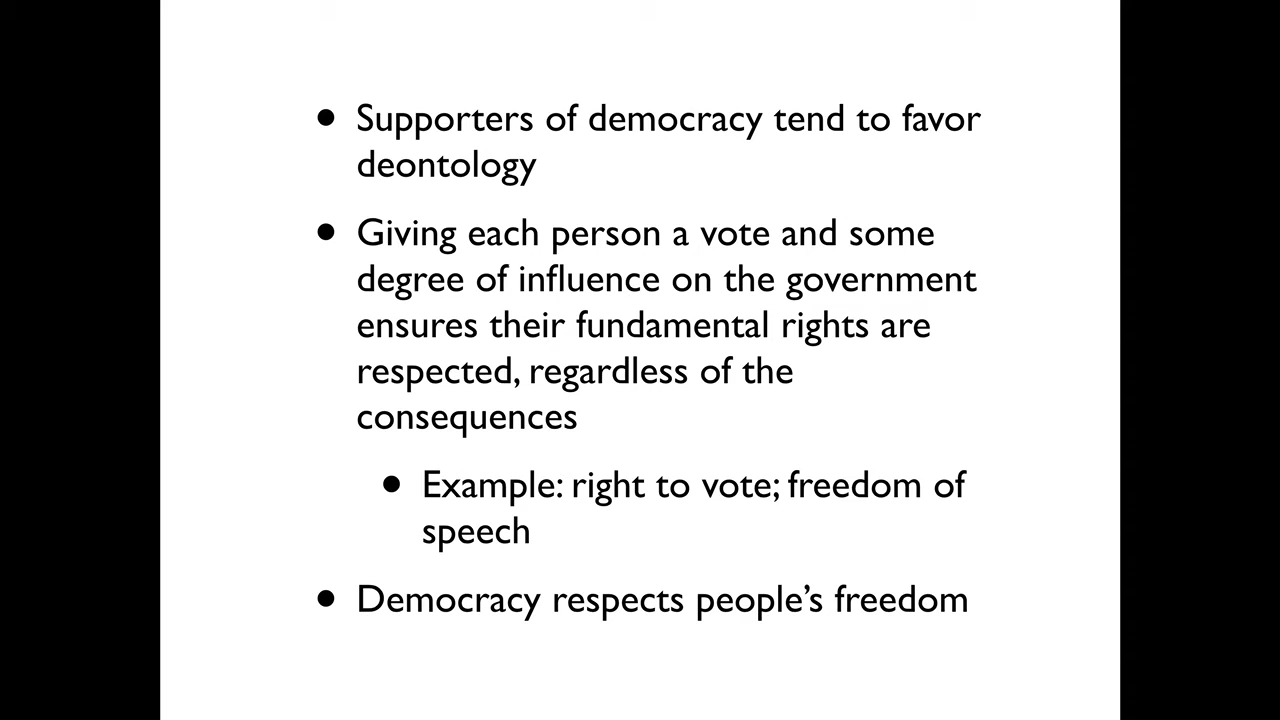 • Supporters of democracy tend to favor
deontology
• Giving each person a vote and some
degree of influence on the government
ensures their fundamental rights are
respected, regardless of the
consequences
• Example: right to vote; freedom of
speech
• Democracy respects people’s freedom